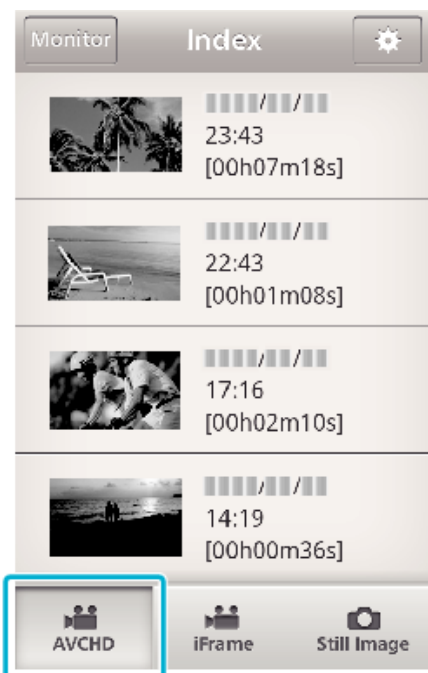 Monitor Index
23:43
[00h07m18s]
22:43
[00h01m08s]
17:16
[00h02m10s]
14:19
[00h00m36s]
AVCHD iFrame Still Image